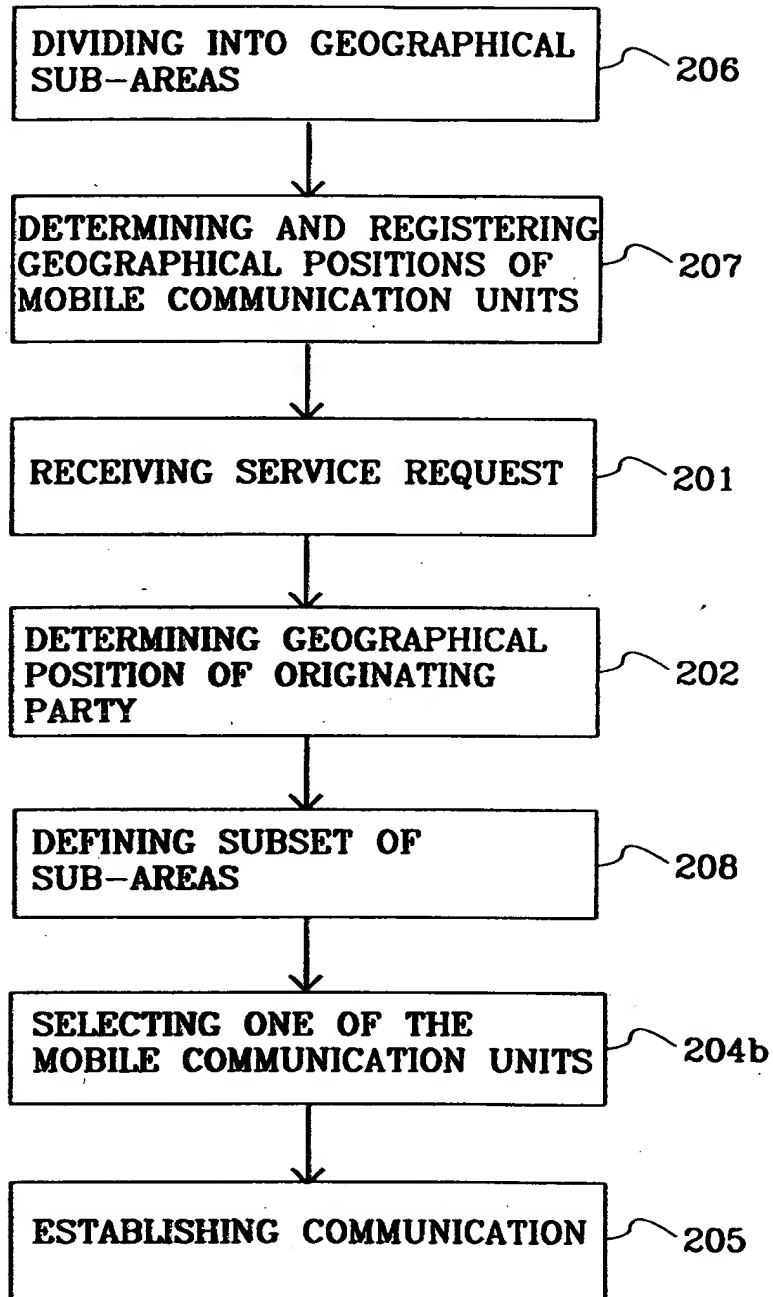 DIVIDING INTO GEOGRAPHICAL
SUB-AREAS
206
DETERMINING AND REGISTERING
GEOGRAPHICAL POSITIONS OF
MOBILE COMMUNICATION UNITS
207
RECEIVING SERVICE REQUEST
201
DETERMINING GEOGRAPHICAL
POSITION OF ORIGINATING
PARTY
202
DEFINING SUBSET OF
SUB-AREAS
208
SELECTING ONE OF THE
MOBILE COMMUNICATION UNITS
204b
ESTABLISHING COMMUNICATION
205